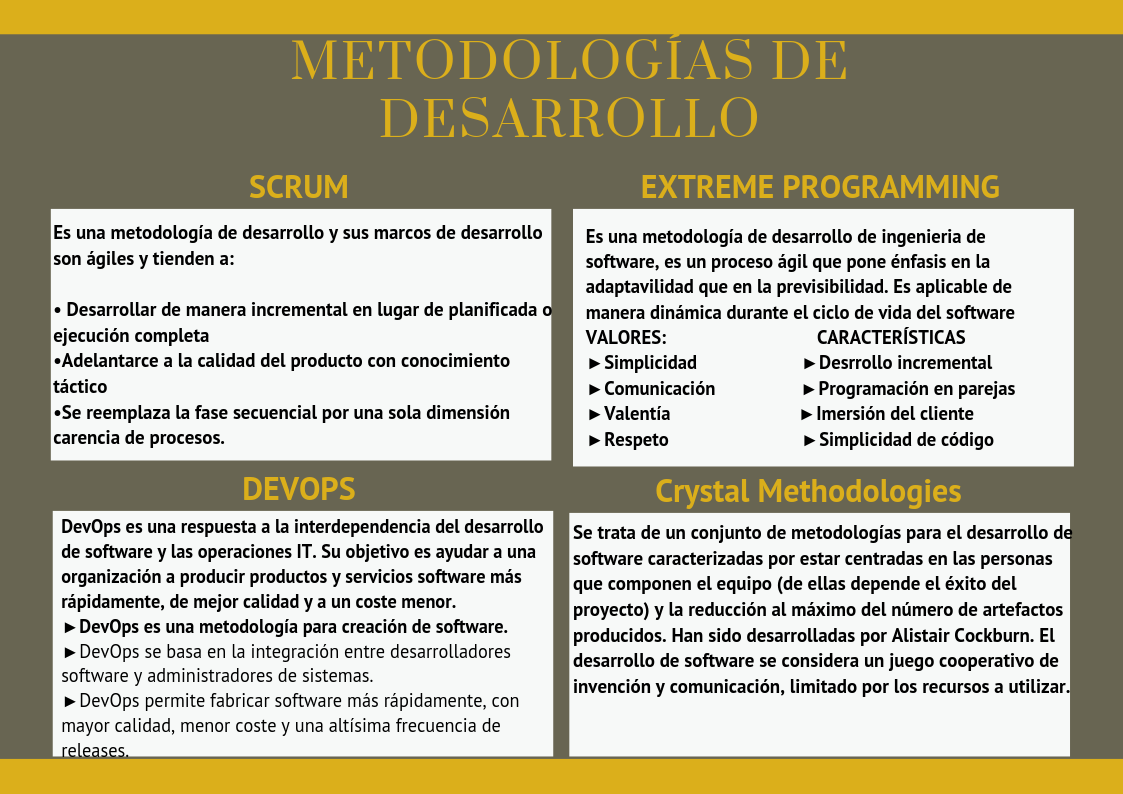 METODOLOGÍAS DE
DESARROLLO
SCRUM
Es una metodología de desarrollo y sus marcos de desarrollo
son ágiles y tienden a:
• Desarrollar de manera incremental en lugar de planificada o
ejecución completa
•Adelantarce a la calidad del producto con conocimiento
táctico
•Se reemplaza la fase secuencial por una sola dimensión
carencia de procesos.
EXTREME PROGRAMMING
Es una metodología de desarrollo de ingenieria de
software, es un proceso ágil que pone énfasis en la
adaptavilidad que en la previsibilidad. Es aplicable de
manera dinámica durante el ciclo de vida del software
VALORES: CARACTERÍSTICAS
►Simplicidad ►Desrrollo incremental
►Comunicación ►Programación en parejas
►Valentía ►Imersión del cliente
►Respeto ►Simplicidad de código
DEVOPS
DevOps es una respuesta a la interdependencia del desarrollo
de software y las operaciones IT. Su objetivo es ayudar a una
organización a producir productos y servicios software más
rápidamente, de mejor calidad y a un coste menor.
►DevOps es una metodología para creación de software.
►DevOps se basa en la integración entre desarrolladores
software y administradores de sistemas.
►DevOps permite fabricar software más rápidamente, con
mayor calidad, menor coste y una altísima frecuencia de
releases.
Crystal Methodologies
Se trata de un conjunto de metodologías para el desarrollo de
software caracterizadas por estar centradas en las personas
que componen el equipo (de ellas depende el éxito del
proyecto) y la reducción al máximo del número de artefactos
producidos. Han sido desarrolladas por Alistair Cockburn. El
desarrollo de software se considera un juego cooperativo de
invención y comunicación, limitado por los recursos a utilizar.